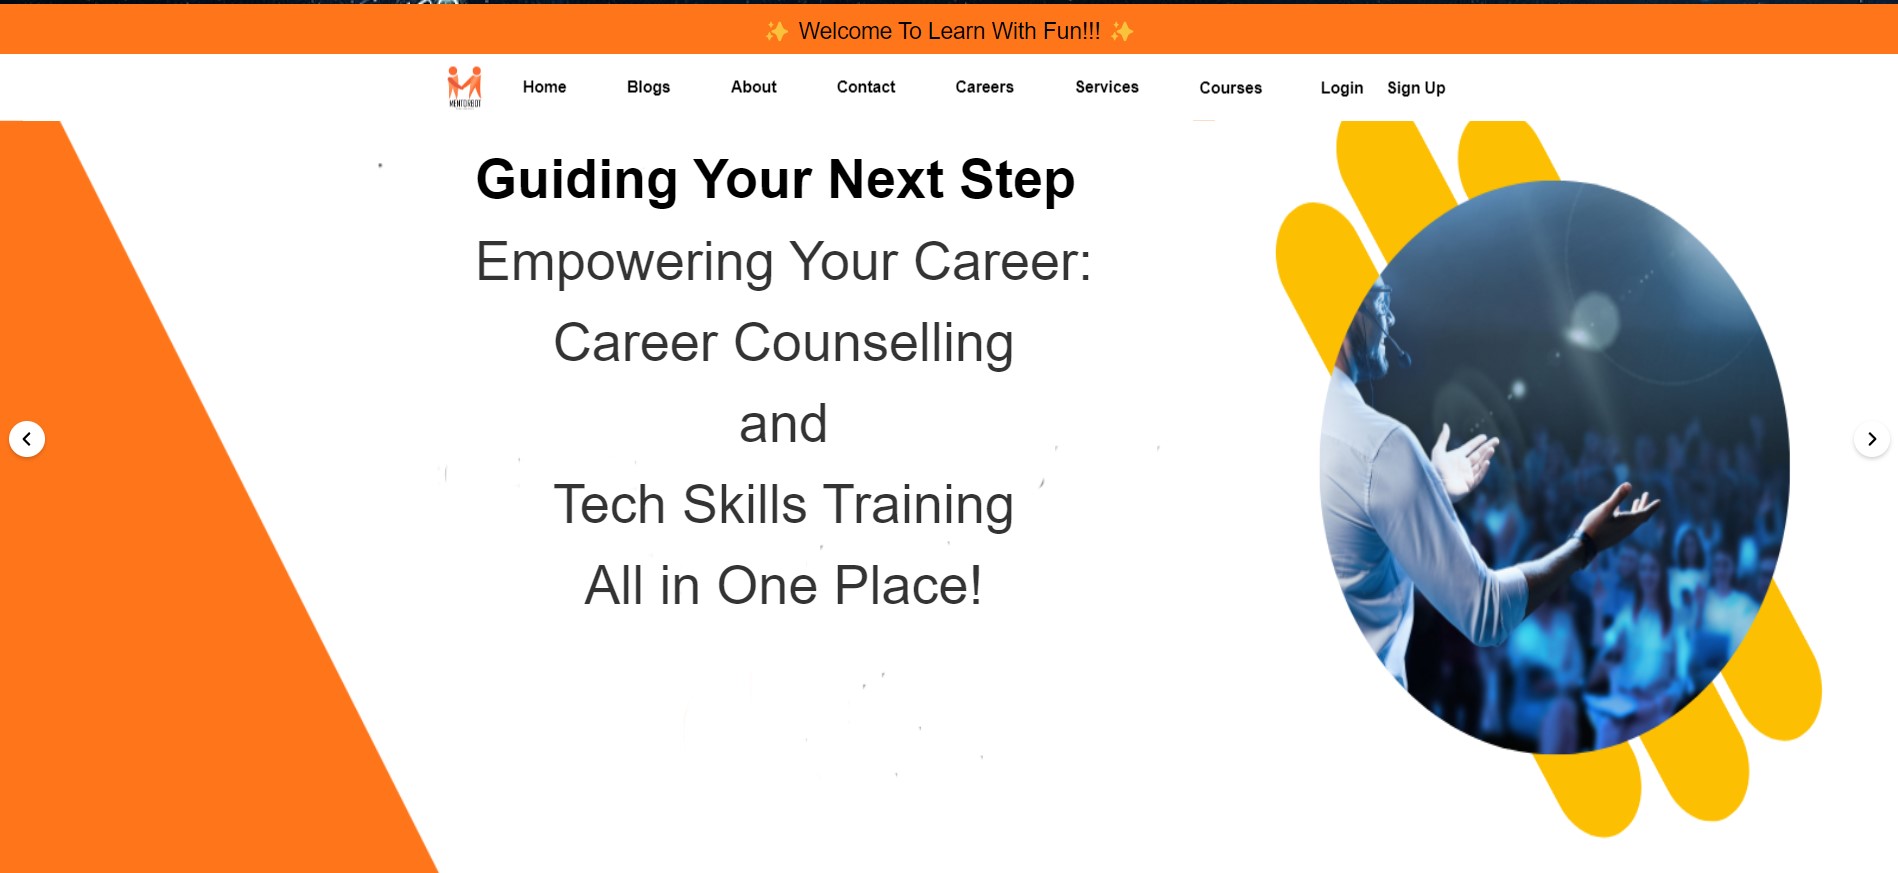 ✨ Welcome To Learn With Fun!!! ✨
MENTORBOT
Home Blogs About Contact Careers Services Courses Login Sign Up
Guiding Your Next Step
Empowering Your Career:
Career Counselling
and
Tech Skills Training
All in One Place!